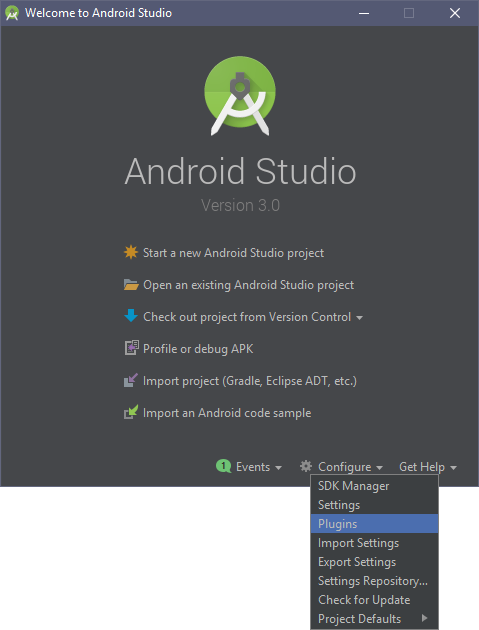 Welcome to Android Studio
Android Studio
Version 3.0
Start a new Android Studio project
Open an existing Android Studio project
Check out project from Version Control
Profile or debug APK
Import project (Gradle, Eclipse ADT, etc.)
Import an Android code sample
1 Events Configure Get Help
SDK Manager
Settings
Plugins
Import Settings
Export Settings
Settings Repository...
Check for Update
Project Defaults